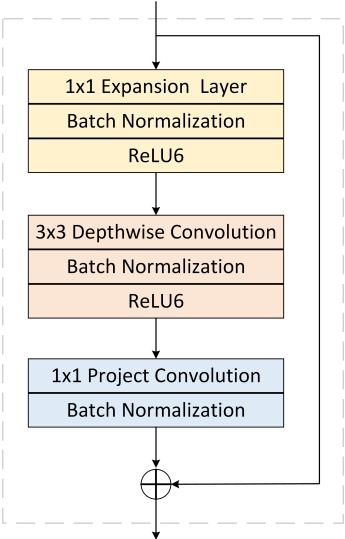 1x1 Expansion Layer
Batch Normalization
ReLU6
3x3 Depthwise Convolution
Batch Normalization
ReLU6
1x1 Project Convolution
Batch Normalization